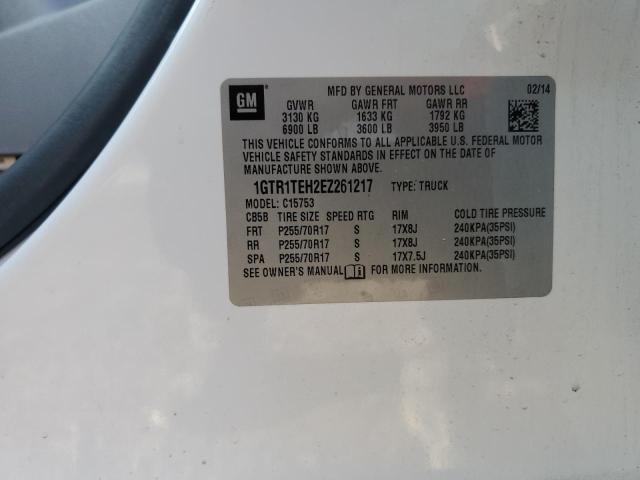 MFD BY GENERAL MOTORS LLC 02/14
GM
GVWR GAWR FRT GAWR RR
3130 KG 1633 KG 1792 KG
6900 LB 3600 LB 3950 LB
THIS VEHICLE CONFORMS TO ALL APPLICABLE U.S. FEDERAL MOTOR
VEHICLE SAFETY STANDARDS IN EFFECT ON THE DATE OF
MANUFACTURE SHOWN ABOVE.
1GTR1TEH2EZ261217 TYPE: TRUCK
MODEL: C15753
CB5B TIRE SIZE SPEED RTG RIM COLD TIRE PRESSURE
FRT P255/70R17 S 17X8J 240KPA(35PSI)
RR P255/70R17 S 17X8J 240KPA(35PSI)
SPA P255/70R17 S 17X7.5J 240KPA(35PSI)
SEE OWNER'S MANUAL FOR MORE INFORMATION.